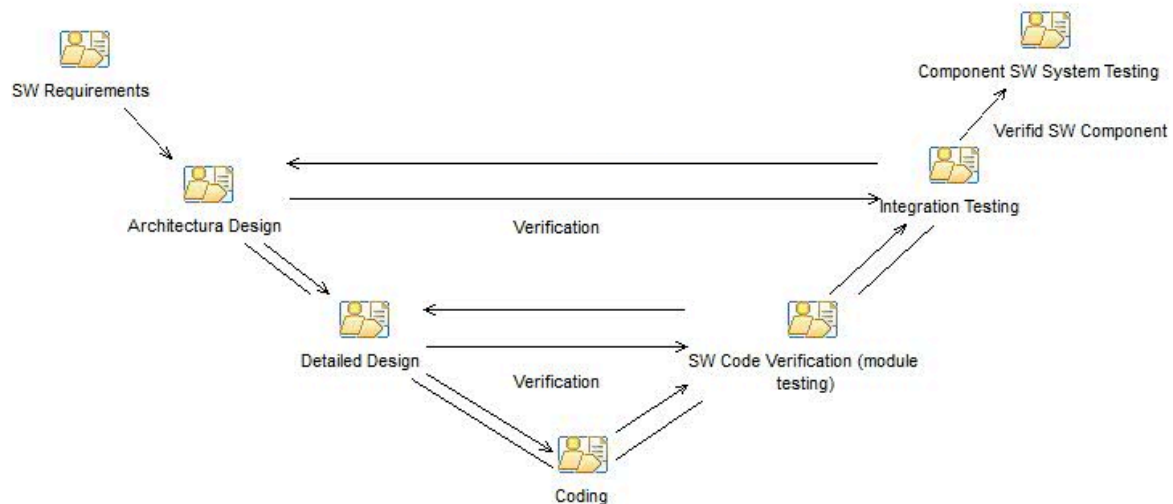 SW Requirements
Component SW System Testing
Verifid SW Component
Architectura Design
Integration Testing
Verification
Detailed Design
SW Code Verification (module
testing)
Verification
Coding